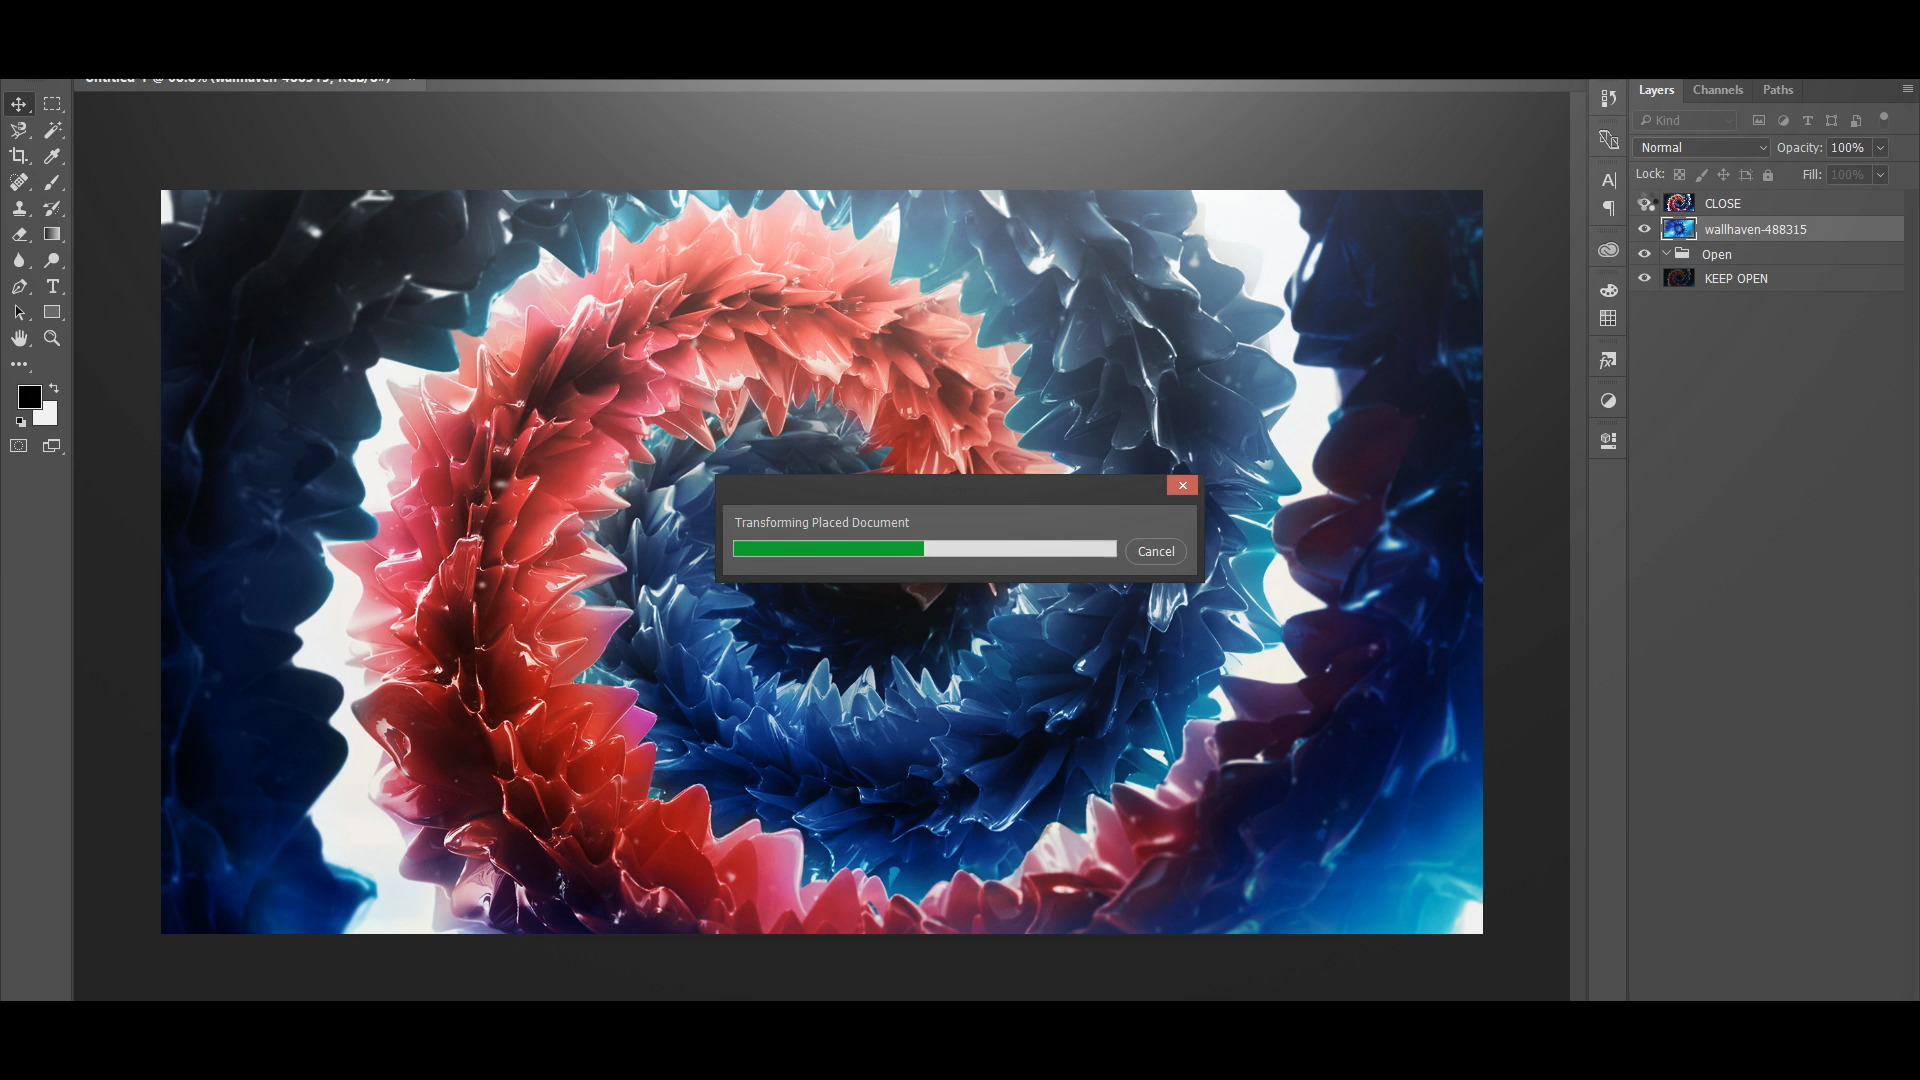 Layers Channels Paths
Kind
Normal Opacity: 100%
Lock: Fill: 100%
CLOSE
wallhaven-488315
Open
KEEP OPEN
Transforming Placed Document
Cancel